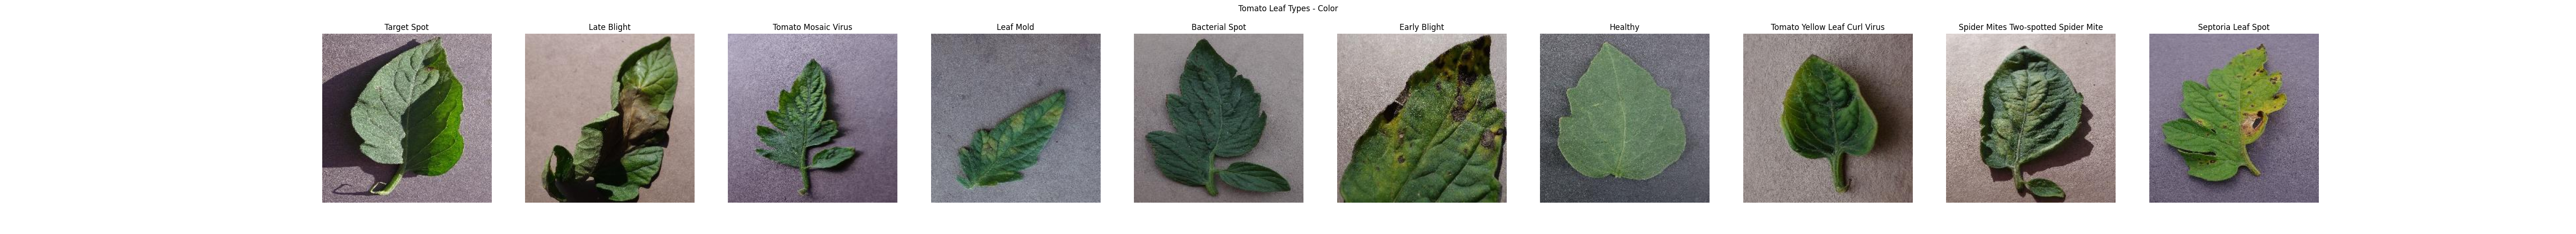 Tomato Leaf Types - Color
Target Spot
Late Blight
Tomato Mosaic Virus
Leaf Mold
Bacterial Spot
Early Blight
Healthy
Tomato Yellow Leaf Curl Virus
Spider Mites Two-spotted Spider Mite
Septoria Leaf Spot